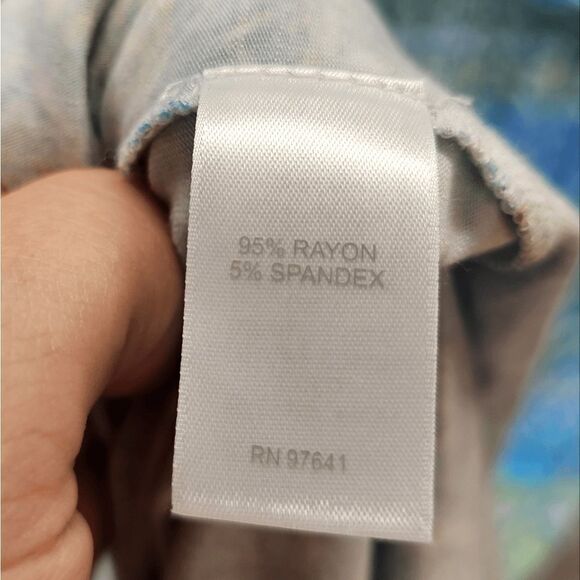 95% RAYON
5% SPANDEX
RN 97641